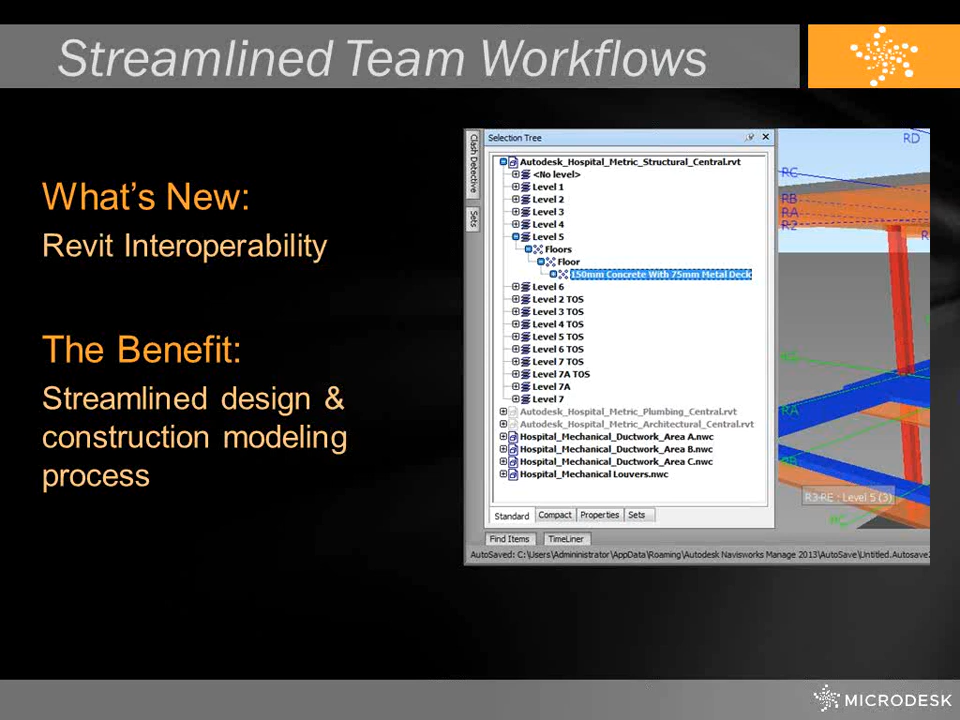 Streamlined Team Workflows
What's New:
Revit Interoperability
The Benefit:
Streamlined design &
construction modeling
process
Clash Detective
Sets
Selection Tree
Autodesk_Hospital_Metric_Structural_Central.rvt
<No level>
Level 1
Level 2
Level 3
Level 4
Level 5
Floors
Floor
150mm Concrete With 75mm Metal Deck
Level 6
Level 2 TOS
Level 3 TOS
Level 4 TOS
Level 5 TOS
Level 6 TOS
Level 7 TOS
Level 7A TOS
Level 7A
Level 7
Autodesk_Hospital_Metric_Plumbing_Central.rvt
Autodesk_Hospital_Metric_Architectural_Central.rvt
Hospital_Mechanical_Ductwork_Area A.nwc
Hospital_Mechanical_Ductwork_Area B.nwc
Hospital_Mechanical_Ductwork_Area C.nwc
Hospital_Mechanical Louvers.nwc
Standard Compact Properties Sets
Find Items TimeLiner
AutoSaved: C:\Users\Admininistrator\AppData\Roaming\Autodesk Navisworks Manage 2013\AutoSave\Untitled.Autosave
RD
RC
RB
RA
R2
RA
R3-RE : Level 5 (3)
RC
MICRODESK